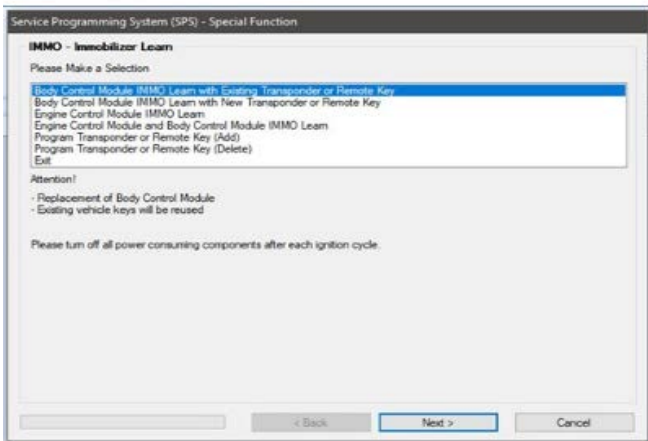 Service Programming System (SPS) - Special Function
IMMO - Immobilizer Learn
Please Make a Selection
Body Control Module IMMO Learn with Existing Transponder or Remote Key
Body Control Module IMMO Learn with New Transponder or Remote Key
Engine Control Module IMMO Learn
Engine Control Module and Body Control Module IMMO Learn
Program Transponder or Remote Key (Add)
Program Transponder or Remote Key (Delete)
Exit
Attention!
- Replacement of Body Control Module
- Existing vehicle keys will be reused
Please turn off all power consuming components after each ignition cycle.
< Back
Next >
Cancel